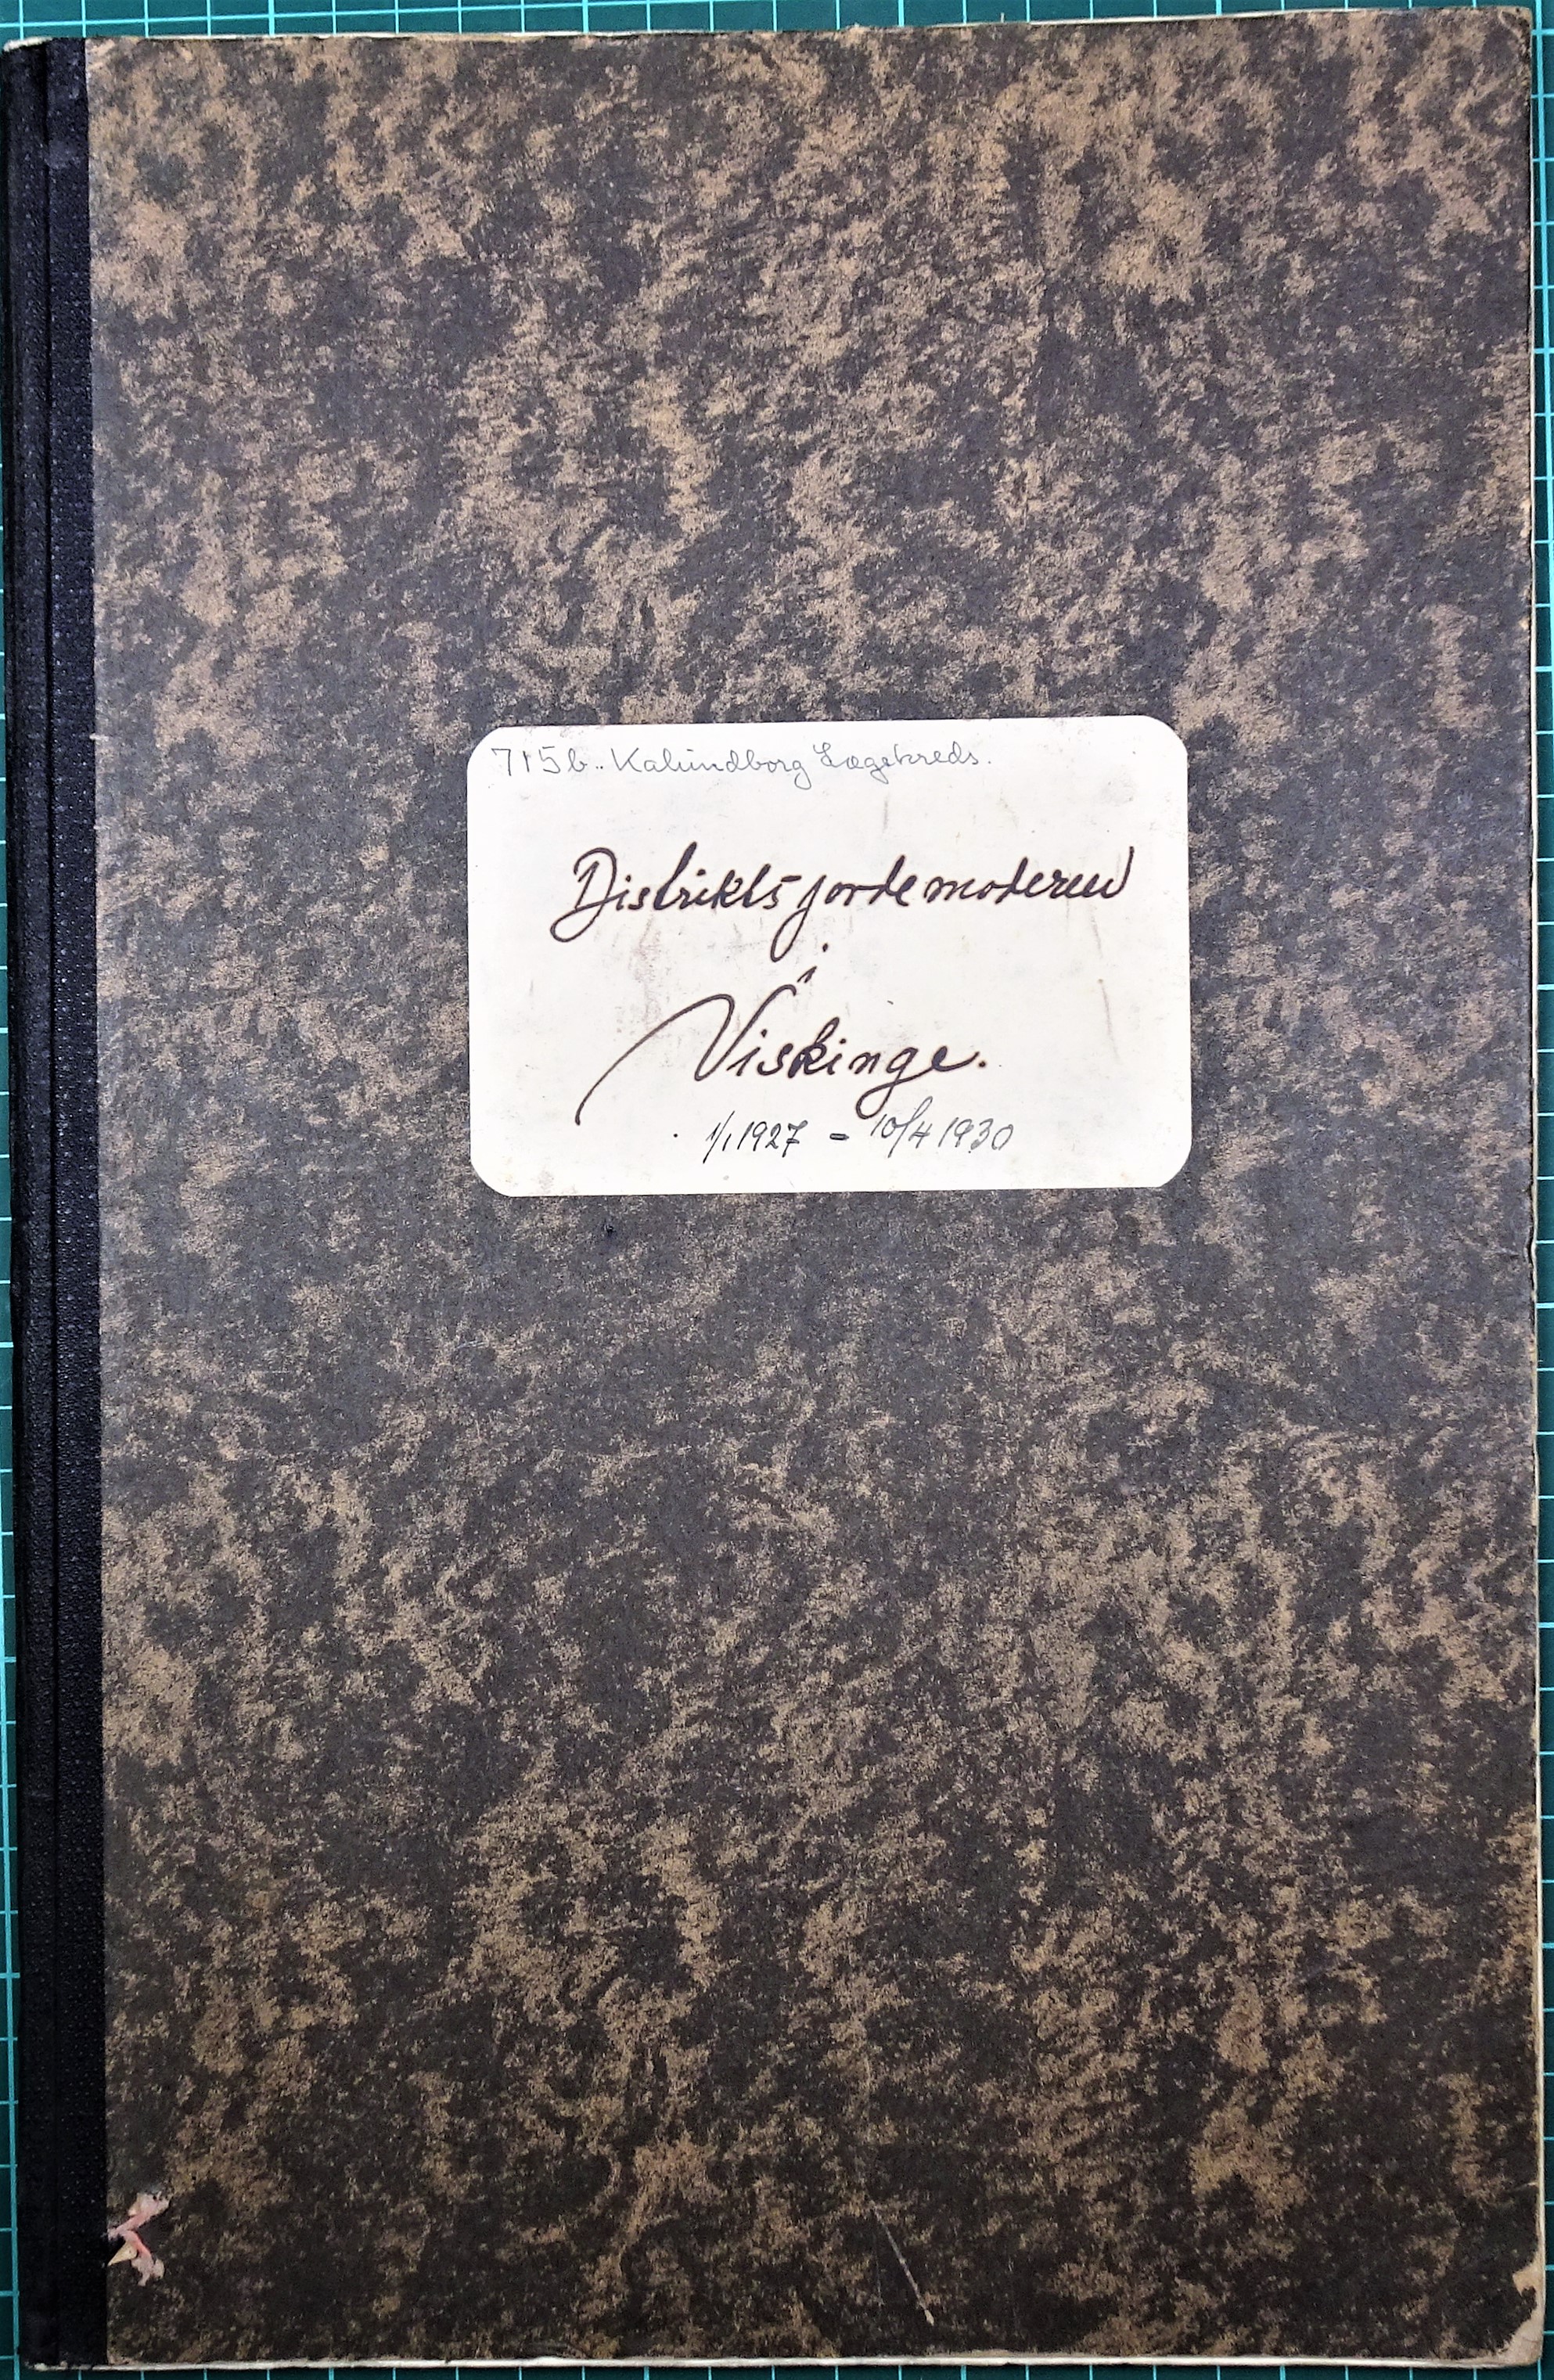 715b. Kalundborg Lægekreds.
Distriktsjordemoderen
i
Viskinge.
1/1 1927 - 10/4 1930